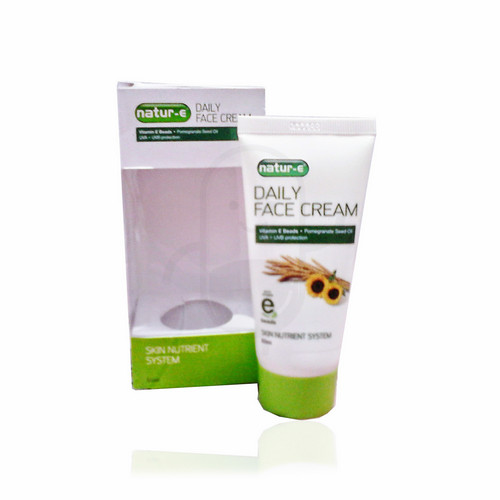 natur-e
DAILY
FACE CREAM
Vitamin E Beads • Pomegranate Seed Oil
UVA + UVB protection
SKIN NUTRIENT
SYSTEM
natur-e
DAILY
FACE CREAM
Vitamin E Beads • Pomegranate Seed Oil
UVA + UVB protection
e
SKIN NUTRIENT SYSTEM